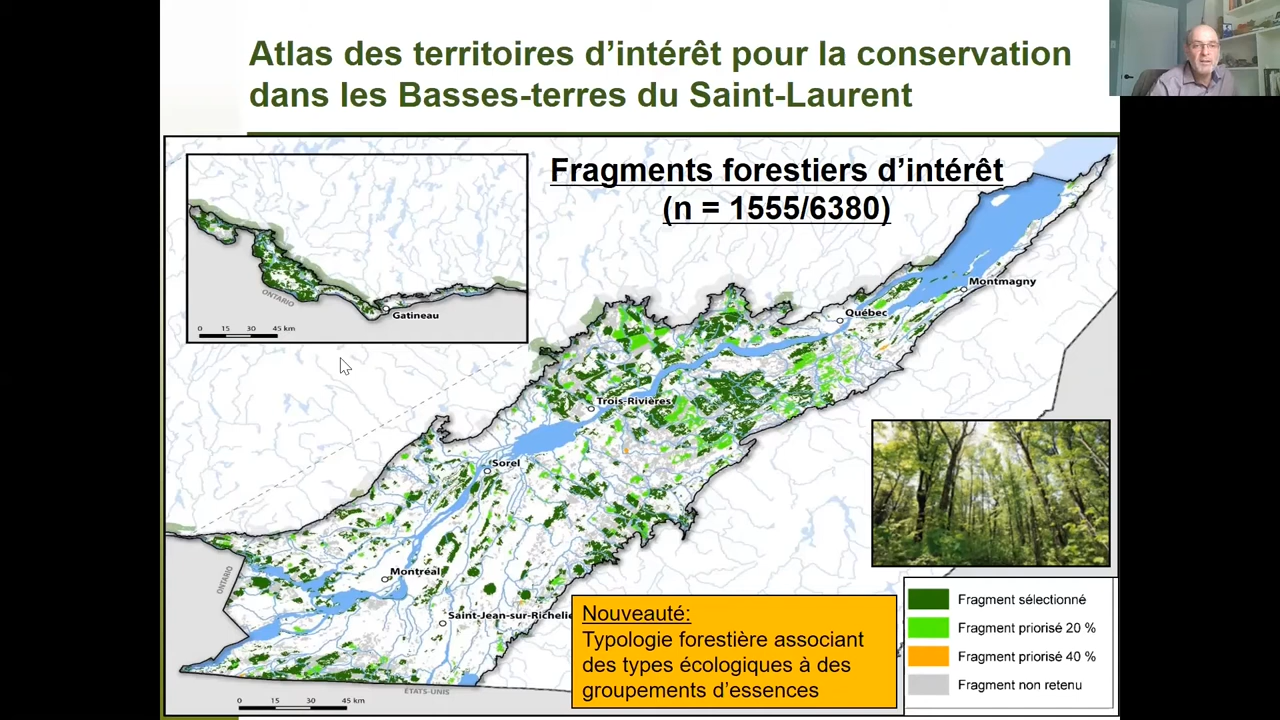 Atlas des territoires d'intérêt pour la conservation
dans les Basses-terres du Saint-Laurent
Fragments forestiers d'intérêt
(n = 1555/6380)
ONTARIO
Gatineau
0 15 30 45 km
Montmagny
Québec
Trois-Rivières
Sorel
ONTARIO
Montréal
Saint-Jean-sur-Richelie
ÉTATS-UNIS
0 15 30 45 km
Nouveauté:
Typologie forestière associant
des types écologiques à des
groupements d'essences
Fragment sélectionné
Fragment priorisé 20 %
Fragment priorisé 40 %
Fragment non retenu